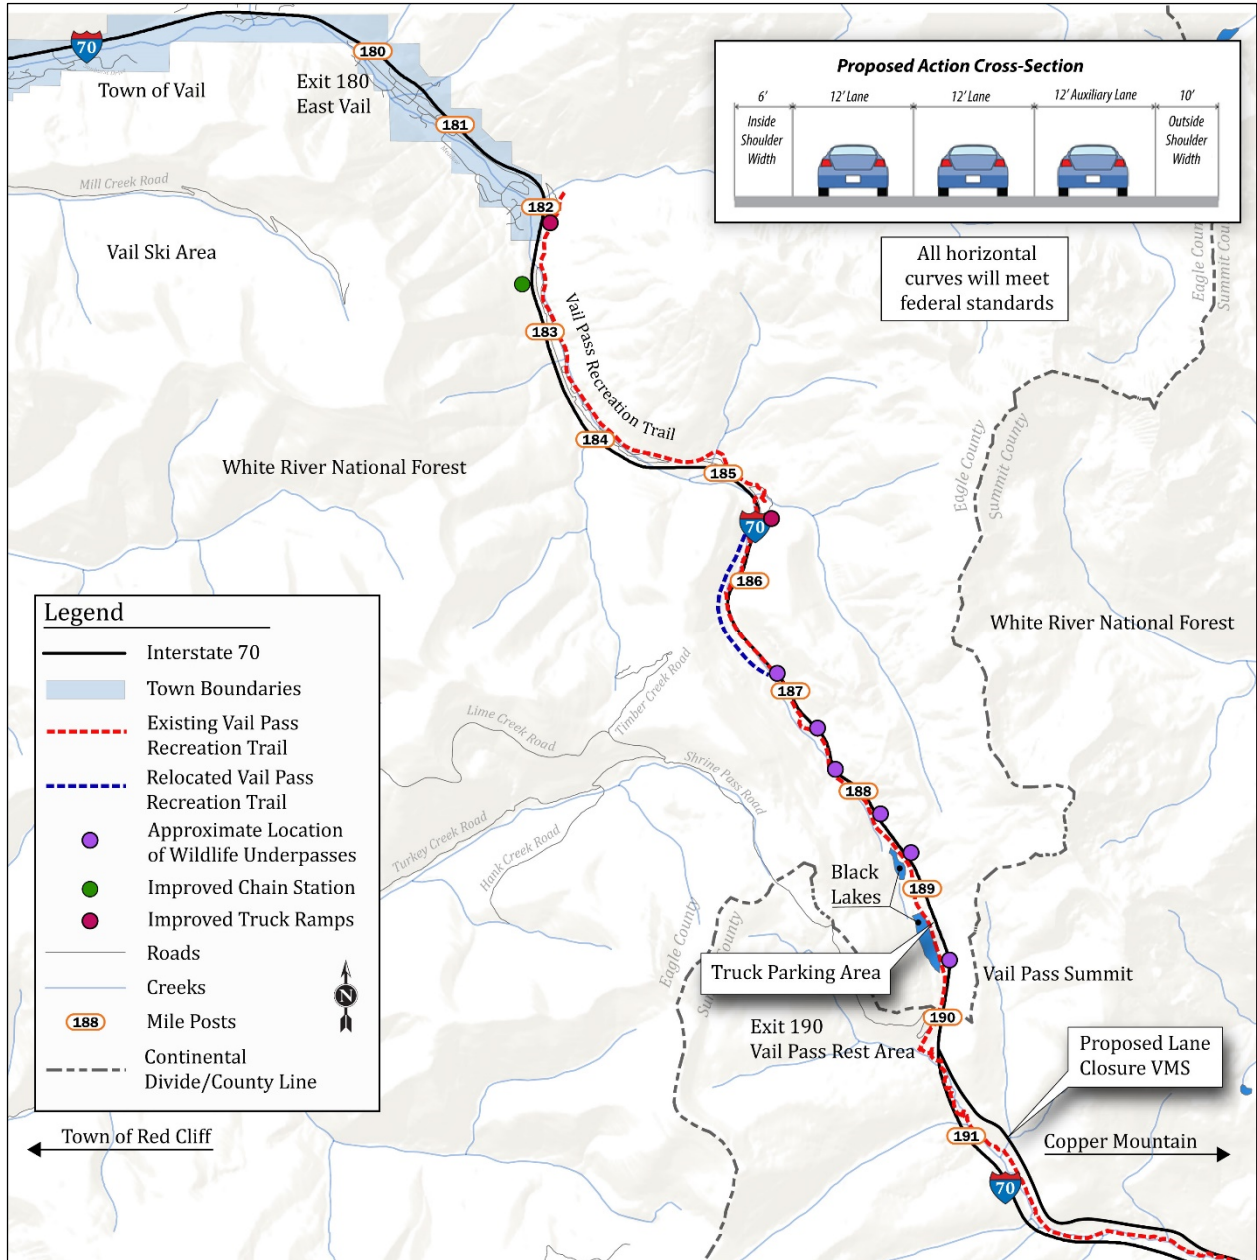 70
Town of Vail
180
Exit 180
East Vail
181
Mill Creek Road
182
Vail Ski Area
Proposed Action Cross-Section
6'
12' Lane
12' Lane
12' Auxiliary Lane
10'
Inside
Shoulder
Width
Outside
Shoulder
Width
All horizontal
curves will meet
federal standards
Eagle County
183
Vail Pass Recreation Trail
184
White River National Forest
185
Eagle County
Summit County
70
186
White River National Forest
Legend
Interstate 70
Town Boundaries
Existing Vail Pass
Recreation Trail
Relocated Vail Pass
Recreation Trail
Approximate Location
of Wildlife Underpasses
Improved Chain Station
Improved Truck Ramps
Roads
Creeks
N
188
Mile Posts
Continental
Divide/County Line
Timber Creek Road
187
Lime Creek Road
Shrine Pass Road
188
Turkey Creek Road
Hank Creek Road
Black
Lakes
189
Eagle County
Truck Parking Area
Vail Pass Summit
190
Exit 190
Vail Pass Rest Area
Proposed Lane
Closure VMS
191
Town of Red Cliff
Copper Mountain
70